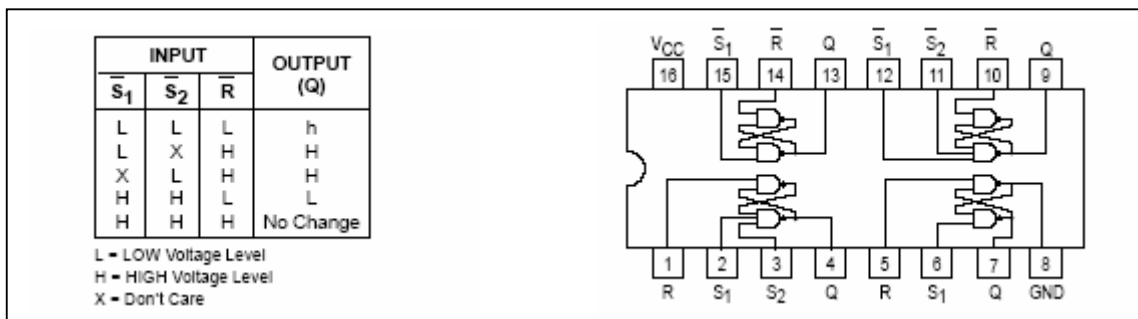 INPUT OUTPUT (Q)
S̅1 S̅2 R̅
L L L h
L X H H
X L H H
H H L L
H H H No Change
L = LOW Voltage Level
H = HIGH Voltage Level
X = Don't Care
VCC S̅1 R̅ Q S̅1 S̅2 R̅ Q
16 15 14 13 12 11 10 9
1 2 3 4 5 6 7 8
R S1 S2 Q R S1 Q GND